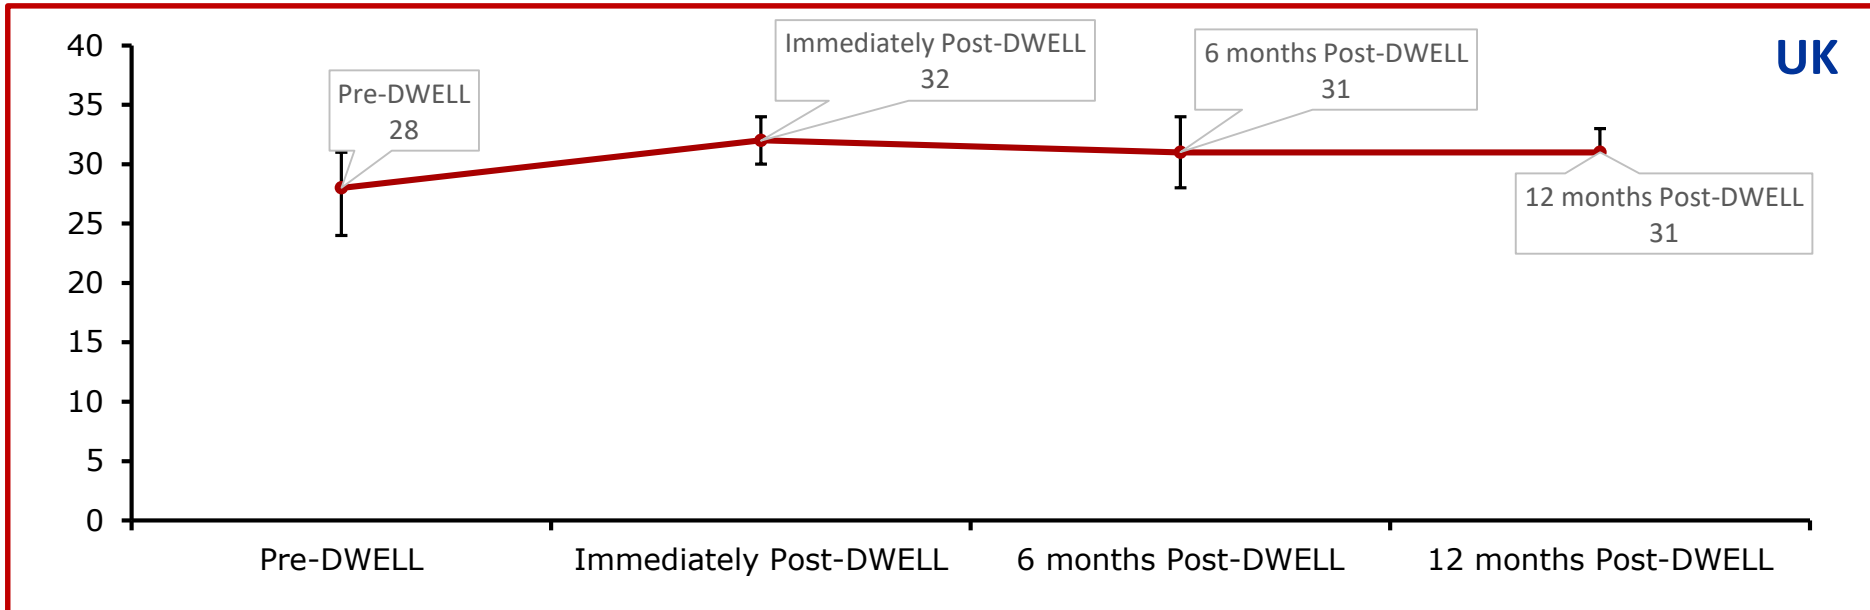 UK
40
35
30
25
20
15
10
5
0
Pre-DWELL
28
Immediately Post-DWELL
32
6 months Post-DWELL
31
12 months Post-DWELL
31
Pre-DWELL
Immediately Post-DWELL
6 months Post-DWELL
12 months Post-DWELL